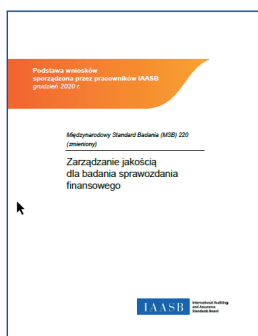 Podstawa wniosków
sporządzona przez pracowników IAASB
grudzień 2020 r.
Międzynarodowy Standard Badania (MSB) 220
(zmieniony)
Zarządzanie jakością
dla badania sprawozdania
finansowego
IAASB
International Auditing
and Assurance
Standards Board